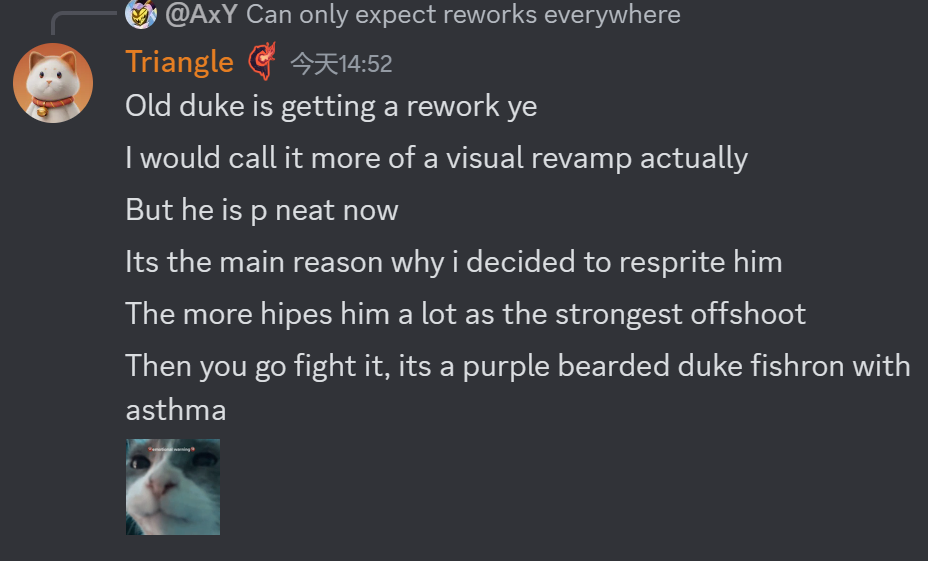 @AxY Can only expect reworks everywhere
Triangle 今天14:52
Old duke is getting a rework ye
I would call it more of a visual revamp actually
But he is p neat now
Its the main reason why i decided to resprite him
The more hipes him a lot as the strongest offshoot
Then you go fight it, its a purple bearded duke fishron with
asthma
emotional warning